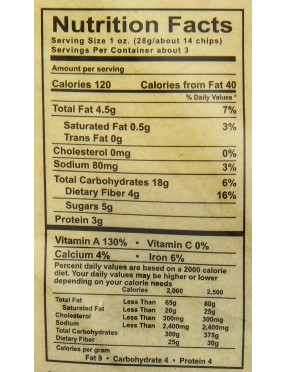 Nutrition Facts
Serving Size 1 oz. (28g/about 14 chips)
Servings Per Container about 3
Amount per serving
Calories 120 Calories from Fat 40
% Daily Values *
Total Fat 4.5g 7%
Saturated Fat 0.5g 3%
Trans Fat 0g
Cholesterol 0mg 0%
Sodium 80mg 3%
Total Carbohydrates 18g 6%
Dietary Fiber 4g 16%
Sugars 5g
Protein 3g
Vitamin A 130% • Vitamin C 0%
Calcium 4% • Iron 6%
Percent daily values are based on a 2000 calorie
diet. Your daily values may be higher or lower
depending on your calorie needs
Calories 2,000 2,500
Total Fat Less Than 65g 80g
Saturated Fat Less Than 20g 25g
Cholesterol Less Than 300mg 300mg
Sodium Less Than 2,400mg 2,400mg
Total Carbohydrates 300g 375g
Dietary Fiber 25g 30g
Calories per gram
Fat 9 • Carbohydrate 4 • Protein 4